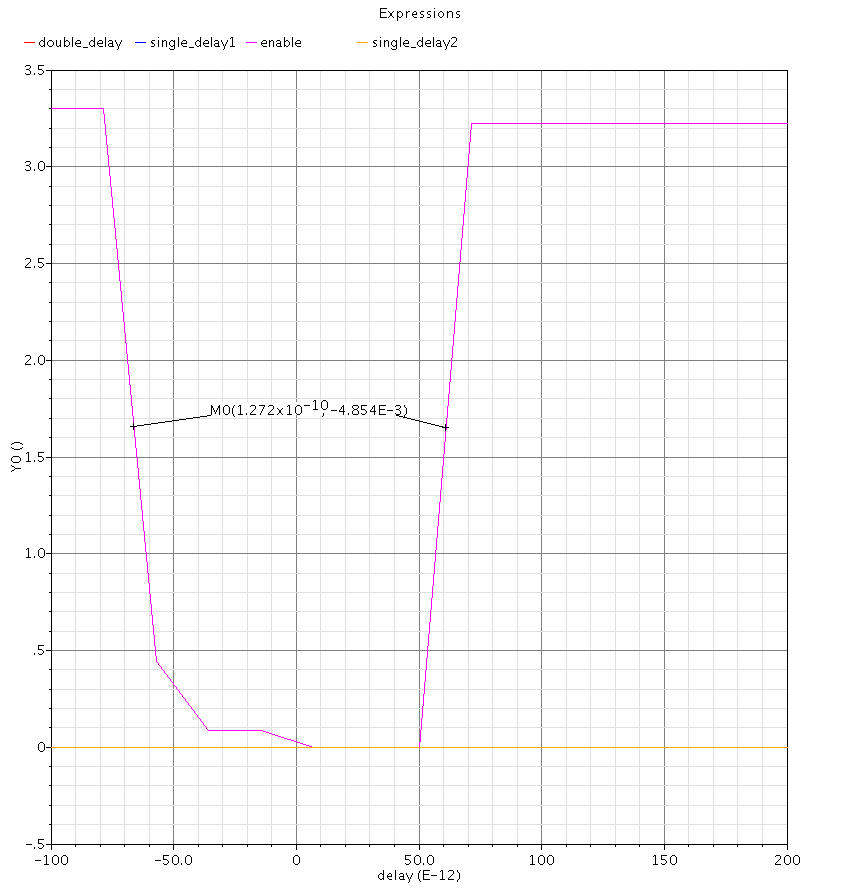 Expressions
double_delay single_delay1 enable single_delay2
3.5
3.0
2.5
2.0
M0(1.272x10^-10, -4.854E-3)
Y0 ()
1.5
1.0
.5
0
-.5
-100 -50.0 0 50.0 100 150 200
delay (E-12)